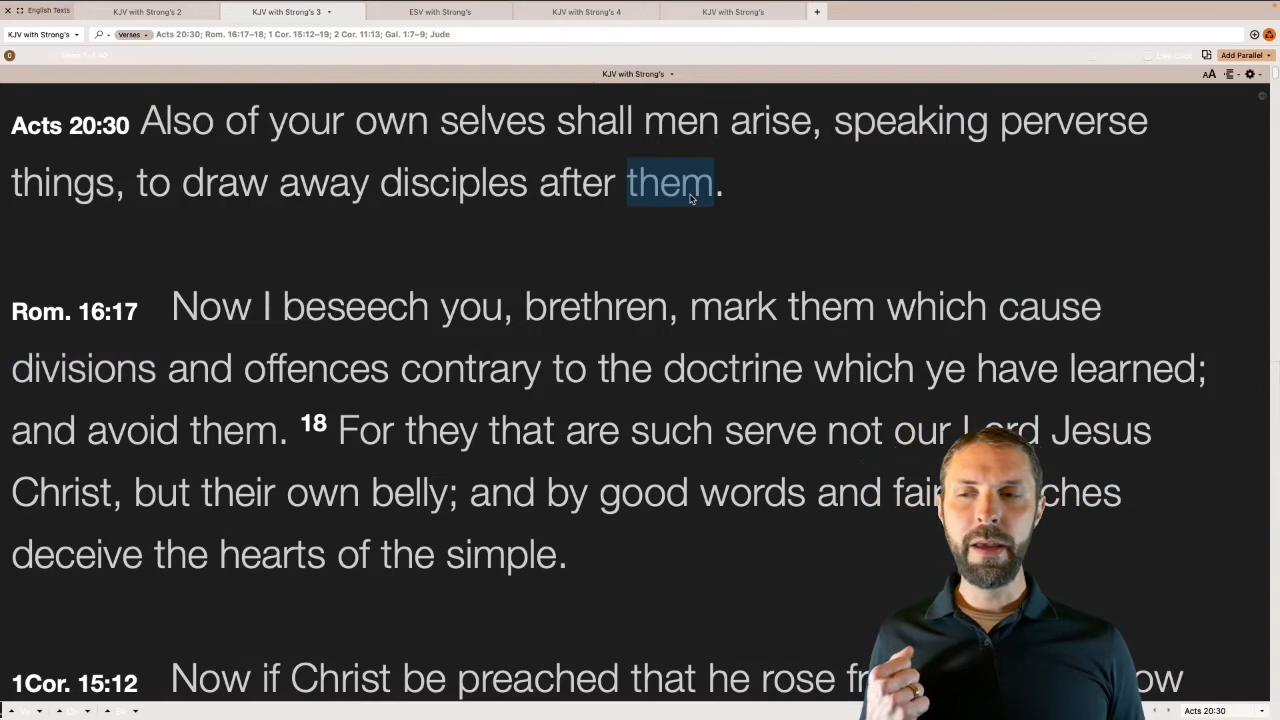 English Texts
KJV with Strong's 2
KJV with Strong's 3
ESV with Strong's
KJV with Strong's 4
KJV with Strong's
KJV with Strong's
Verses
Acts 20:30; Rom. 16:17–18; 1 Cor. 15:12–19; 2 Cor. 11:13; Gal. 1:7–9; Jude
Add Parallel
KJV with Strong's
AA
Acts 20:30 Also of your own selves shall men arise, speaking perverse
things, to draw away disciples after them.
Rom. 16:17 Now I beseech you, brethren, mark them which cause
divisions and offences contrary to the doctrine which ye have learned;
and avoid them. 18 For they that are such serve not our Lord Jesus
Christ, but their own belly; and by good words and fair
deceive the hearts of the simple.
1Cor. 15:12 Now if Christ be preached that he rose
Acts 20:30